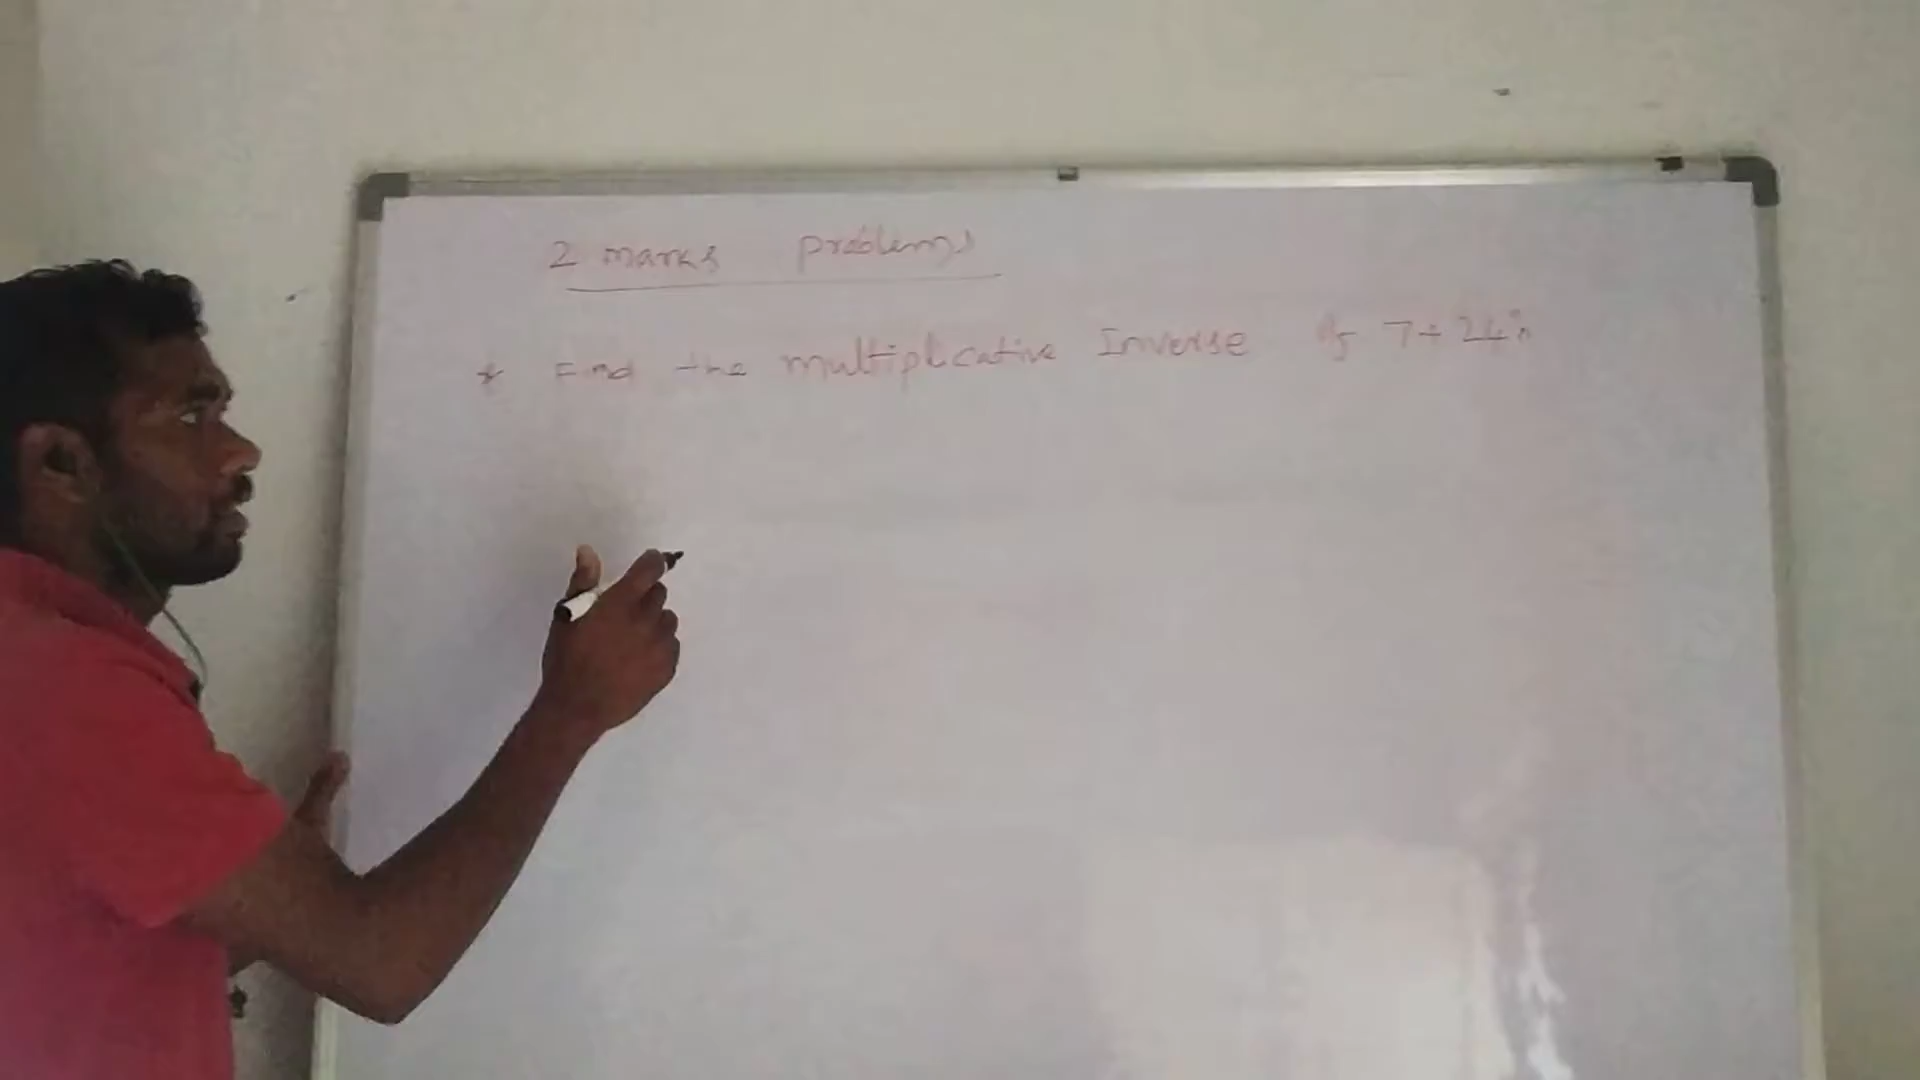 2 marks problems
* Find the multiplicative Inverse of 7+24i